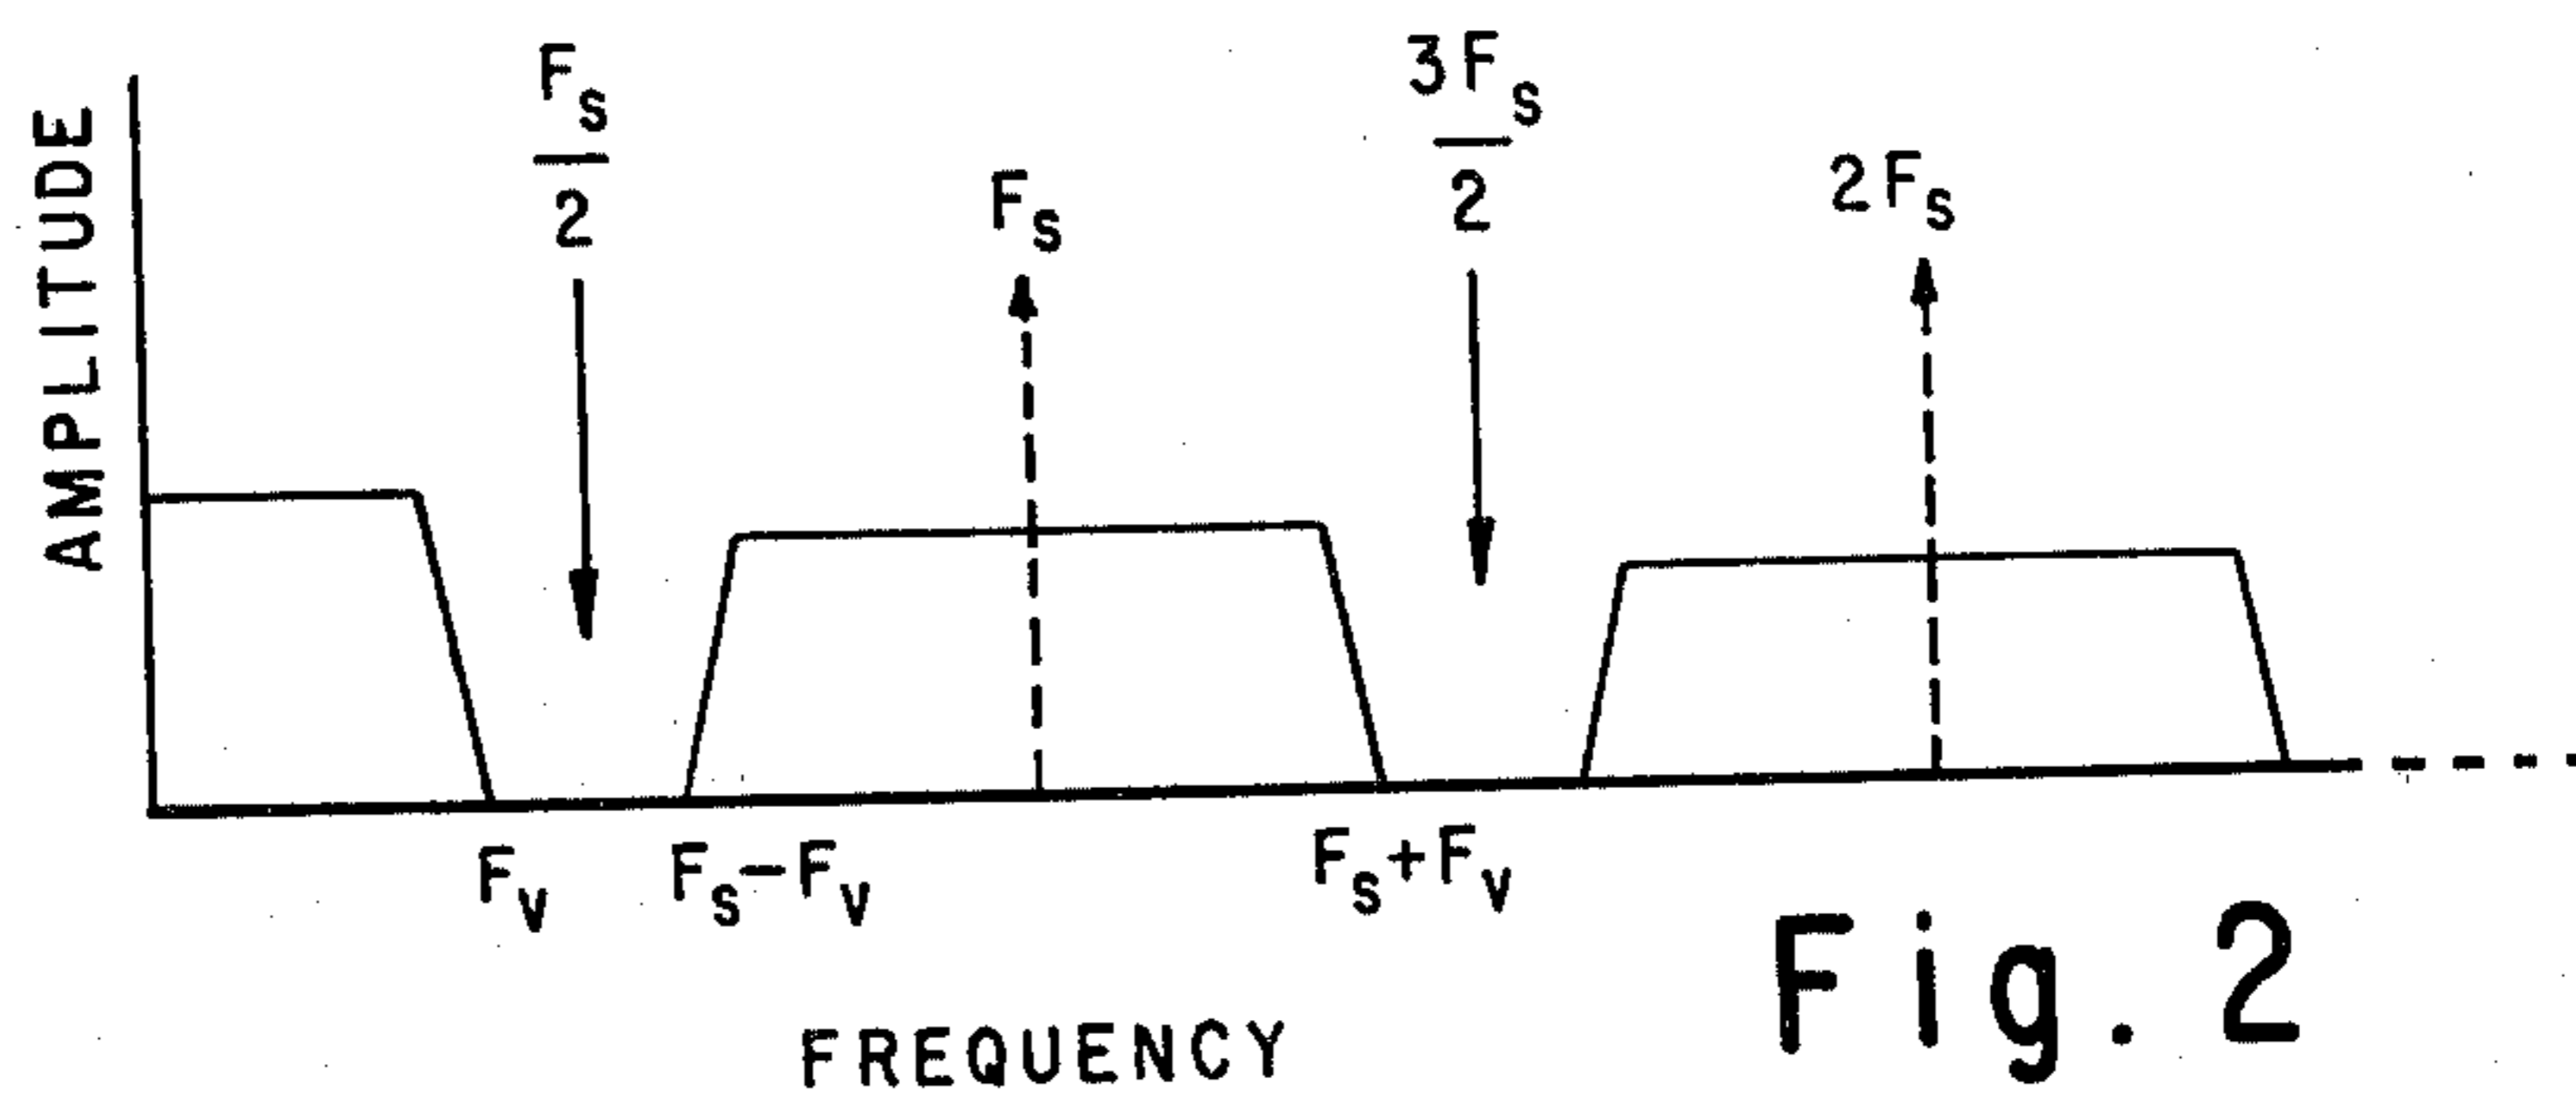 AMPLITUDE
F_S
2
F_S
3F_S
2
2F_S
F_V
F_S-F_V
F_S+F_V
FREQUENCY
Fig. 2